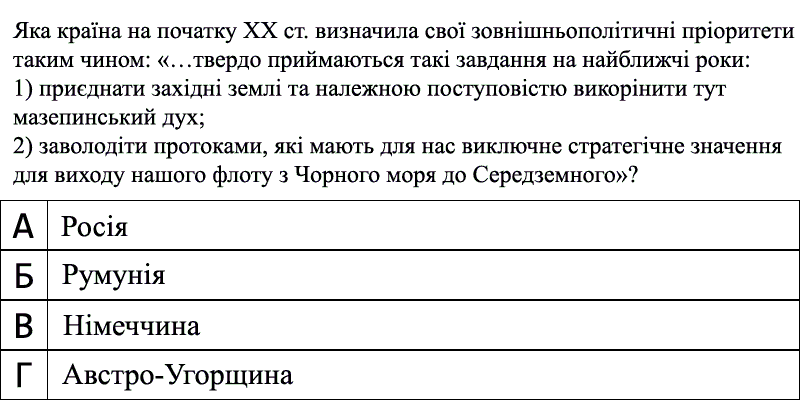 Яка країна на початку XX ст. визначила свої зовнішньополітичні пріоритети
таким чином: «…твердо приймаються такі завдання на найближчі роки:
1) приєднати західні землі та належною поступовістю викорінити тут
мазепинський дух;
2) заволодіти протоками, які мають для нас виключне стратегічне значення
для виходу нашого флоту з Чорного моря до Середземного»?
А Росія
Б Румунія
В Німеччина
Г Австро-Угорщина